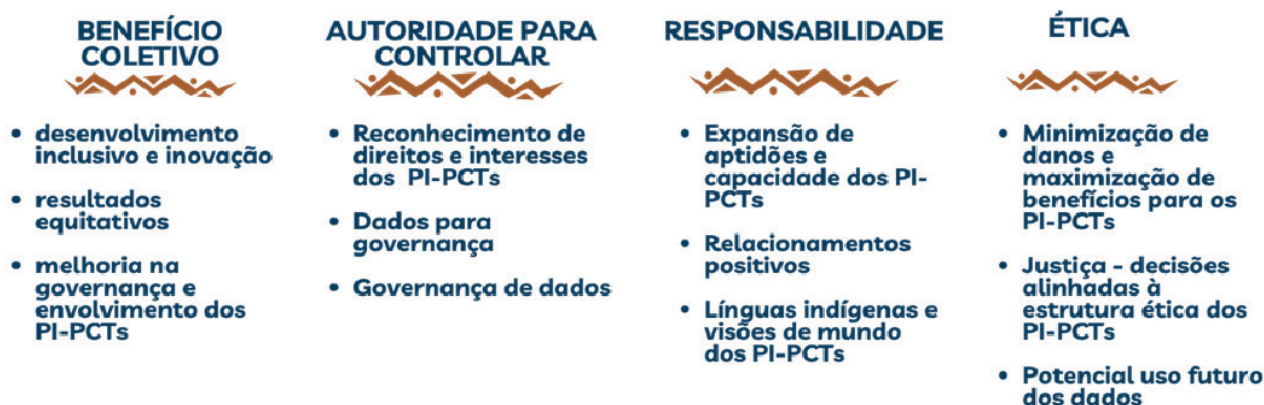 BENEFÍCIO
COLETIVO
• desenvolvimento
inclusivo e inovação
• resultados
equitativos
• melhoria na
governança e
envolvimento dos
PI-PCTs
AUTORIDADE PARA
CONTROLAR
• Reconhecimento de
direitos e interesses
dos PI-PCTs
• Dados para
governança
• Governança de dados
RESPONSABILIDADE
• Expansão de
aptidões e
capacidade dos PI-
PCTs
• Relacionamentos
positivos
• Línguas indígenas e
visões de mundo
dos PI-PCTs
ÉTICA
• Minimização de
danos e
maximização de
benefícios para os
PI-PCTs
• Justiça - decisões
alinhadas à
estrutura ética dos
PI-PCTs
• Potencial uso futuro
dos dados